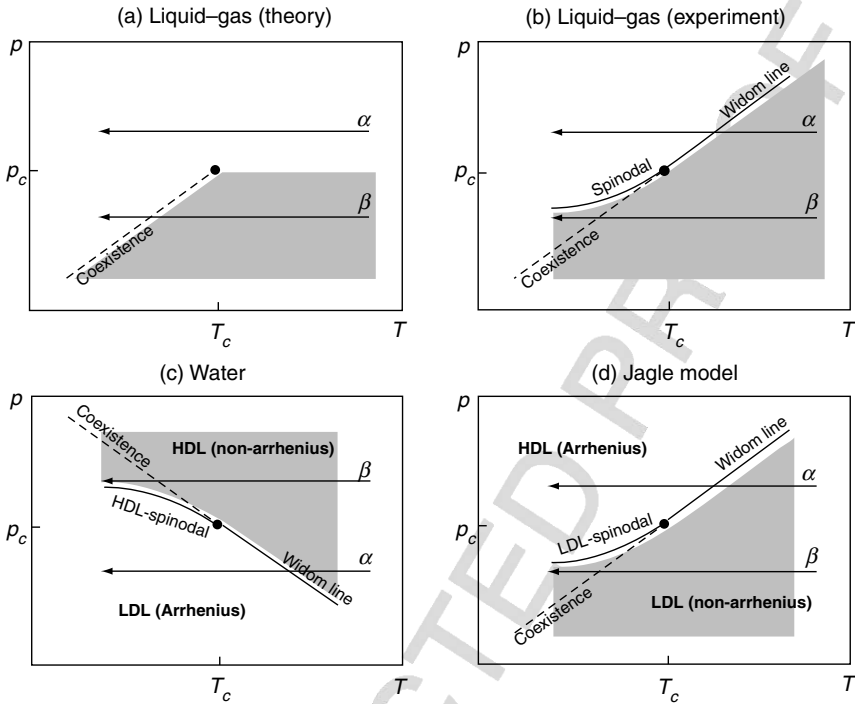 (a) Liquid–gas (theory)
p
α
p_c
β
Coexistence
T_c
T
(b) Liquid–gas (experiment)
p
Widom line
α
p_c
Spinodal
β
Coexistence
T_c
T
(c) Water
p
Coexistence
HDL (non-arrhenius)
β
HDL-spinodal
p_c
α
Widom line
LDL (Arrhenius)
T_c
T
(d) Jagle model
p
HDL (Arrhenius)
Widom line
α
p_c
LDL-spinodal
β
Coexistence
LDL (non-arrhenius)
T_c
T
CTED PR F